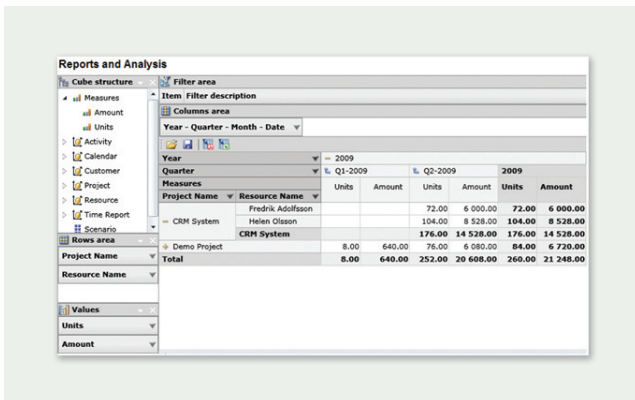 Reports and Analysis
Cube structure
Measures
Amount
Units
Activity
Calendar
Customer
Project
Resource
Time Report
Scenario
Rows area
Project Name
Resource Name
Values
Units
Amount
Filter area
Item Filter description
Columns area
Year - Quarter - Month - Date
Year 2009
Quarter Q1-2009 Q2-2009 2009
Measures Units Amount Units Amount Units Amount
Project Name Resource Name
Fredrik Adolfsson 72.00 6 000.00 72.00 6 000.00
CRM System Helen Olsson 104.00 8 528.00 104.00 8 528.00
CRM System 176.00 14 528.00 176.00 14 528.00
Demo Project 8.00 640.00 76.00 6 080.00 84.00 6 720.00
Total 8.00 640.00 252.00 20 608.00 260.00 21 248.00